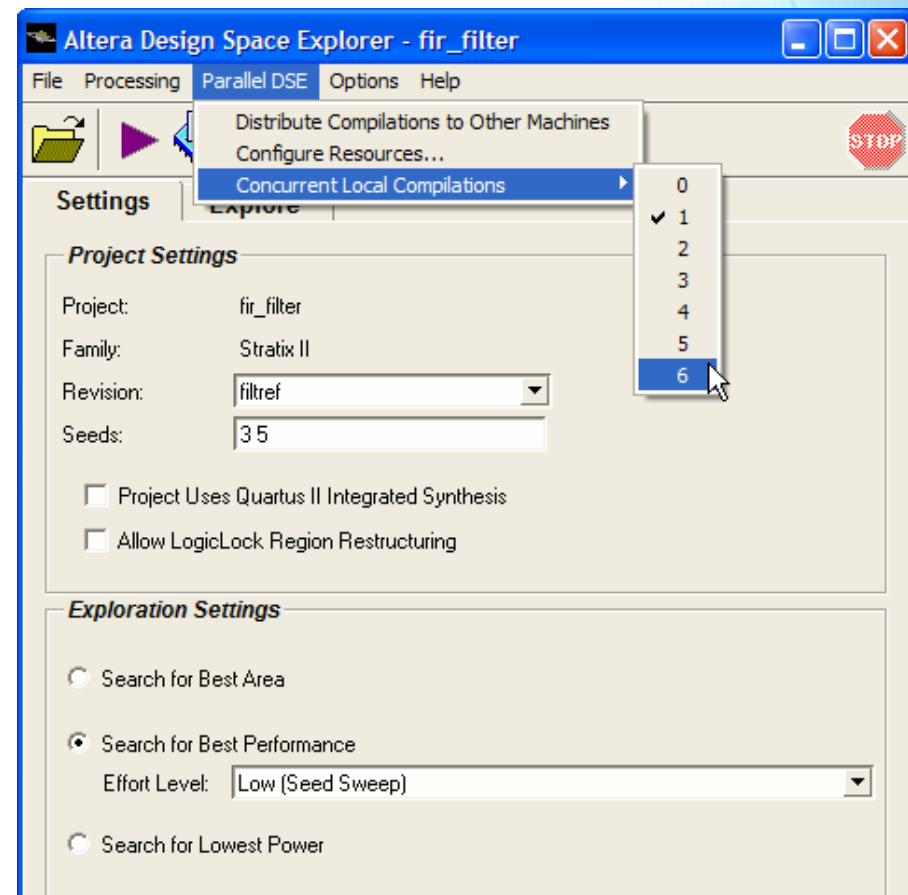 Altera Design Space Explorer - fir_filter
File Processing Parallel DSE Options Help
Distribute Compilations to Other Machines
Configure Resources...
Concurrent Local Compilations
0
1
2
3
4
5
6
STOP
Settings Explore
Project Settings
Project: fir_filter
Family: Stratix II
Revision: filtref
Seeds: 3 5
Project Uses Quartus II Integrated Synthesis
Allow LogicLock Region Restructuring
Exploration Settings
Search for Best Area
Search for Best Performance
Effort Level: Low (Seed Sweep)
Search for Lowest Power